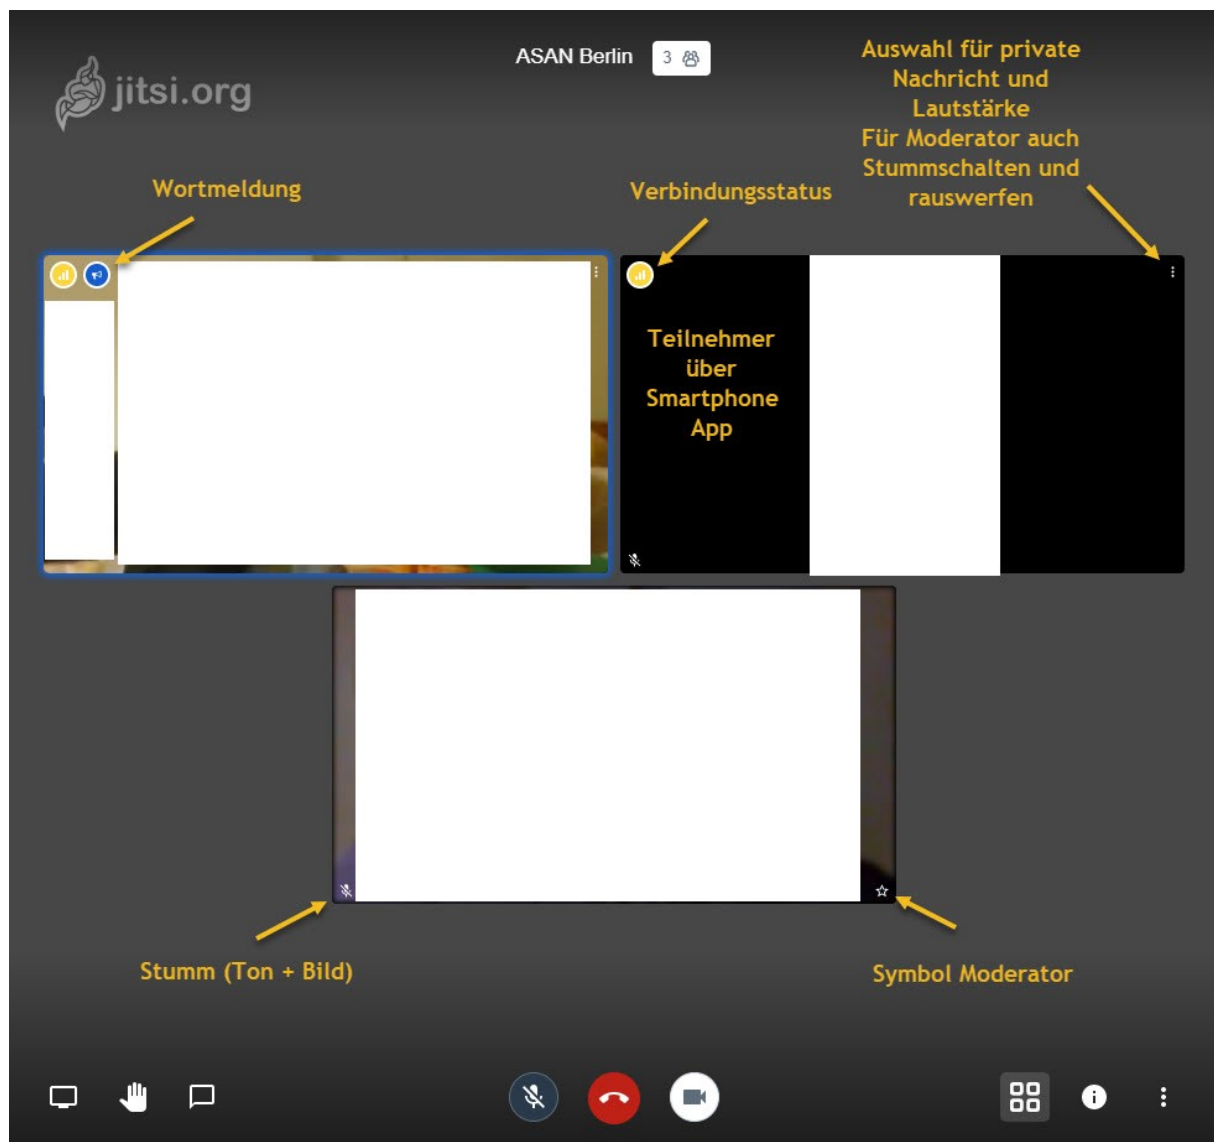 jitsi.org
ASAN Berlin
3
Auswahl für private
Nachricht und
Lautstärke
Für Moderator auch
Stummschalten und
rauswerfen
Wortmeldung
Verbindungsstatus
Teilnehmer
über
Smartphone
App
Stumm (Ton + Bild)
Symbol Moderator